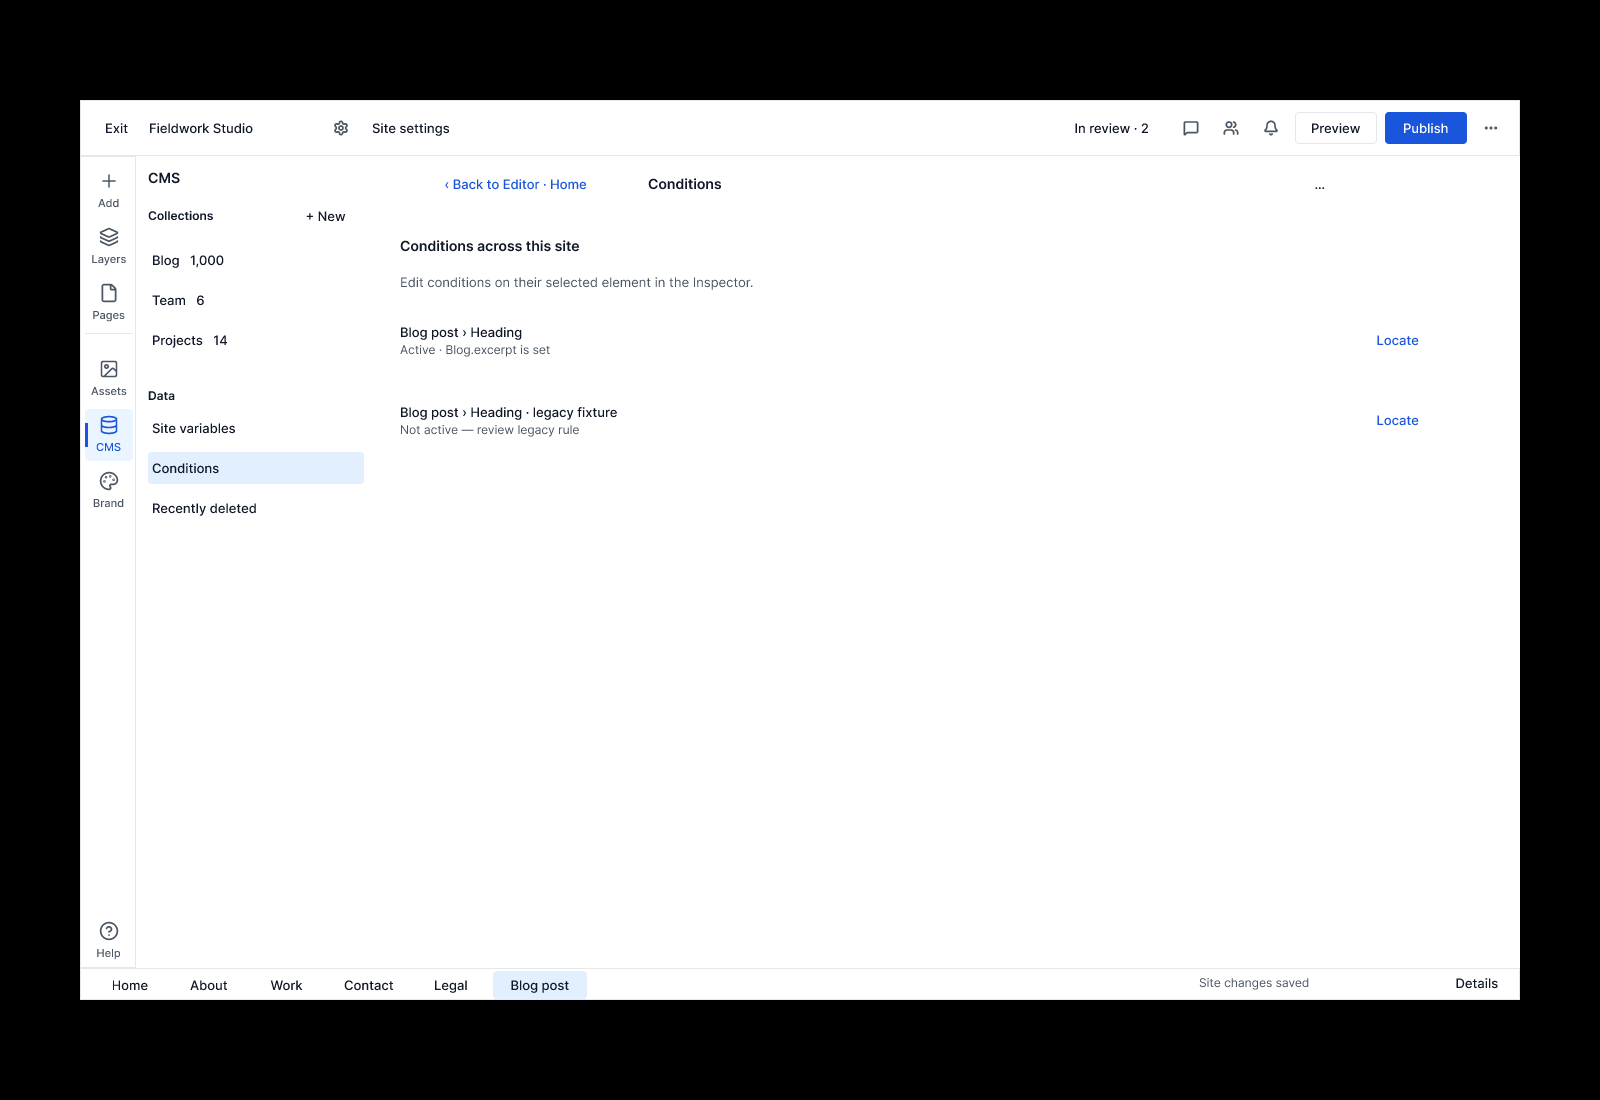 Exit Fieldwork Studio Site settings In review · 2 Preview Publish
Add
Layers
Pages
Assets
CMS
Brand
Help
CMS
Collections + New
Blog 1,000
Team 6
Projects 14
Data
Site variables
Conditions
Recently deleted
‹ Back to Editor · Home Conditions ...
Conditions across this site
Edit conditions on their selected element in the Inspector.
Blog post › Heading
Active · Blog.excerpt is set
Locate
Blog post › Heading · legacy fixture
Not active — review legacy rule
Locate
Home About Work Contact Legal Blog post Site changes saved Details